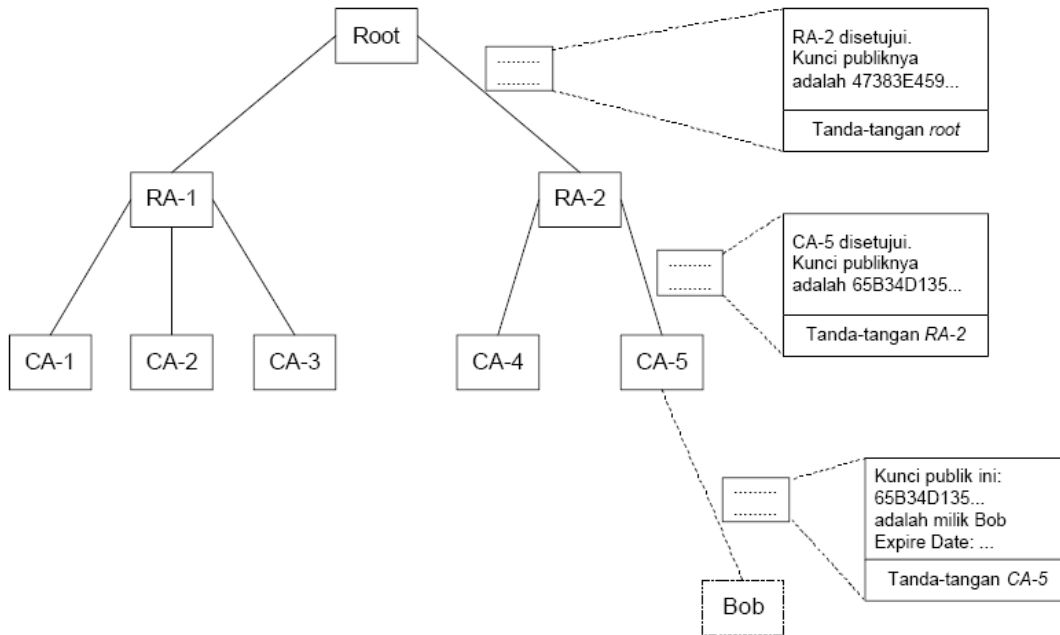 Root
RA-2 disetujui.
Kunci publiknya
adalah 47383E459...
Tanda-tangan root
RA-1
RA-2
CA-5 disetujui.
Kunci publiknya
adalah 65B34D135...
Tanda-tangan RA-2
CA-1
CA-2
CA-3
CA-4
CA-5
Kunci publik ini:
65B34D135...
adalah milik Bob
Expire Date: ...
Tanda-tangan CA-5
Bob